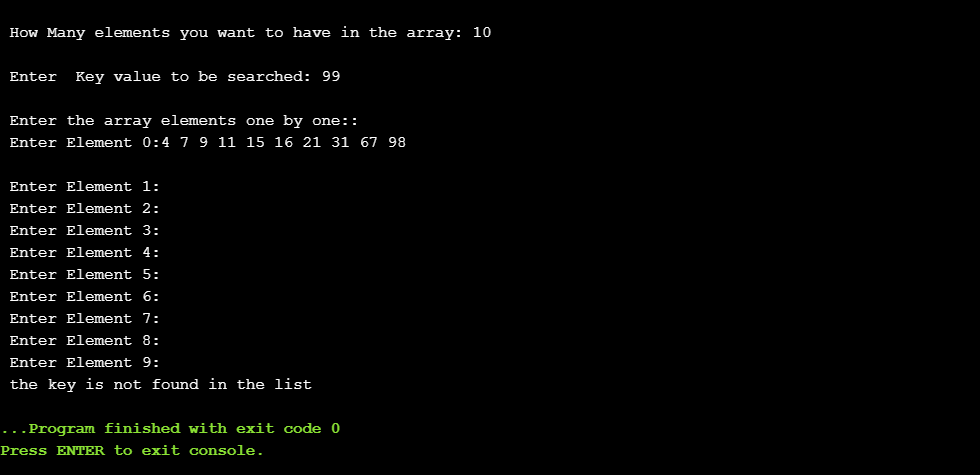 How Many elements you want to have in the array: 10
Enter  Key value to be searched: 99
Enter the array elements one by one::
Enter Element 0:4 7 9 11 15 16 21 31 67 98
Enter Element 1:
Enter Element 2:
Enter Element 3:
Enter Element 4:
Enter Element 5:
Enter Element 6:
Enter Element 7:
Enter Element 8:
Enter Element 9:
the key is not found in the list
...Program finished with exit code 0
Press ENTER to exit console.